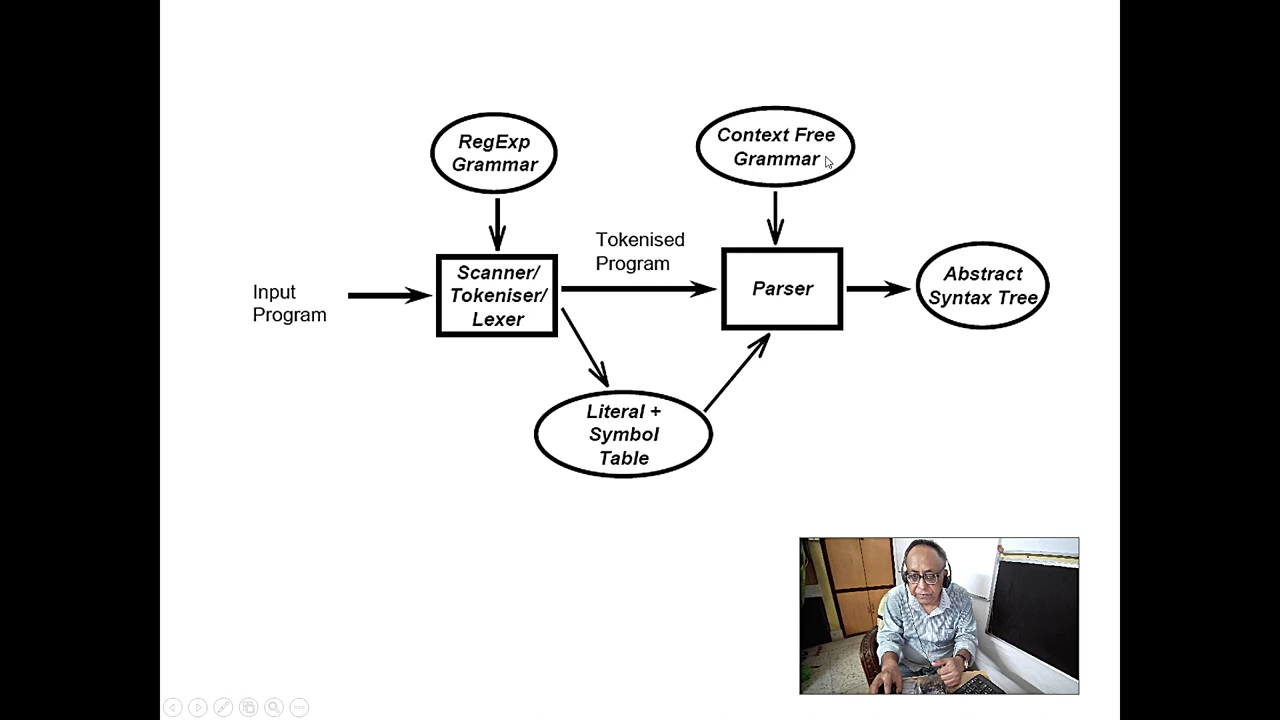 RegExp
Grammar
Context Free
Grammar
Tokenised
Program
Input
Program
Scanner/
Tokeniser/
Lexer
Parser
Abstract
Syntax Tree
Literal +
Symbol
Table